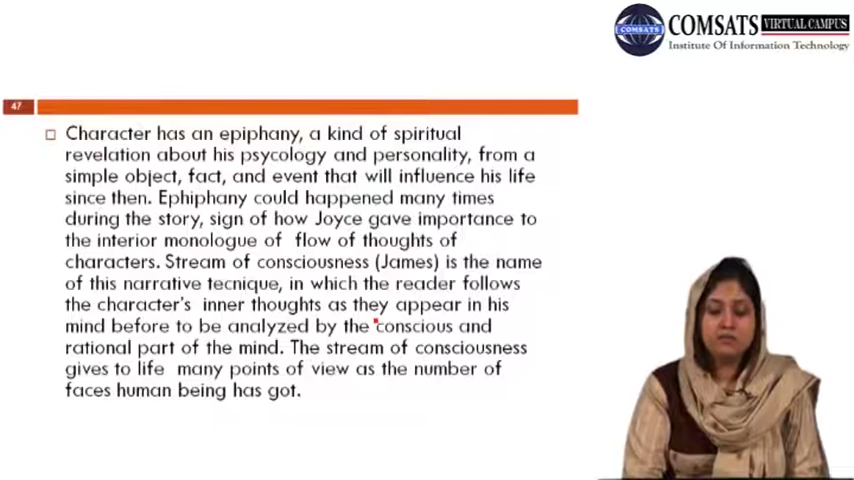 COMSATS
COMSATS VIRTUAL CAMPUS
Institute Of Information Technology
47
Character has an epiphany, a kind of spiritual
revelation about his psycology and personality, from a
simple object, fact, and event that will influence his life
since then. Ephiphany could happened many times
during the story, sign of how Joyce gave importance to
the interior monologue of flow of thoughts of
characters. Stream of consciousness (James) is the name
of this narrative tecnique, in which the reader follows
the character's inner thoughts as they appear in his
mind before to be analyzed by the conscious and
rational part of the mind. The stream of consciousness
gives to life many points of view as the number of
faces human being has got.